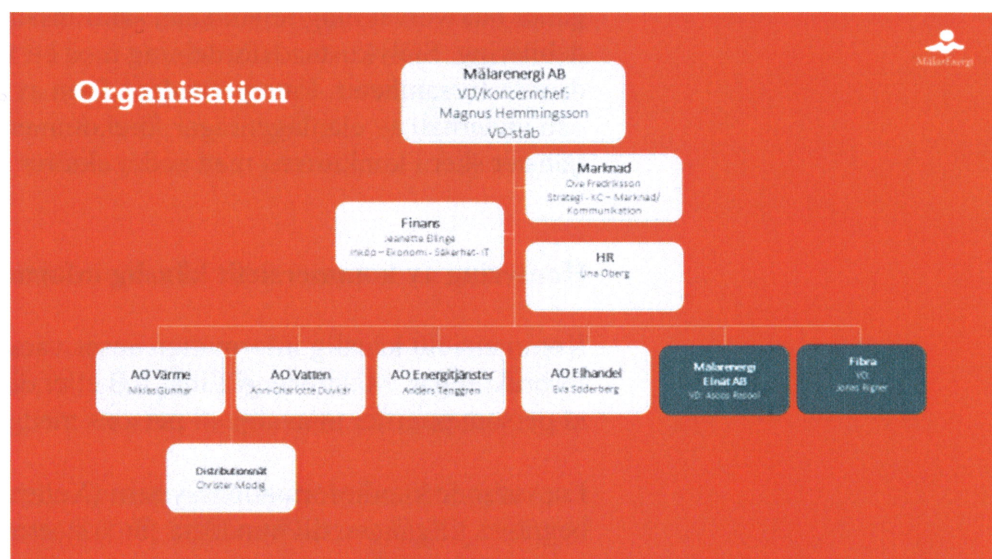 MälarEnergi
Organisation
Mälarenergi AB
VD/Koncernchef:
Magnus Hemmingsson
VD-stab
Marknad
Ove Fredriksson
Strategi - KC – Marknad/
Kommunikation
Finans
Jeanette Ellinge
Inköp – Ekonomi - Säkerhet- IT
HR
Lina Öberg
AO Värme
Niklas Gunnar
AO Vatten
Ann-Charlotte Duvkär
AO Energitjänster
Anders Tenggren
AO Elhandel
Eva Söderberg
Mälarenergi
Elnät AB
VD:
Fibra
VD:
Jonas Rigner
Distributionsnät
Christer Modig